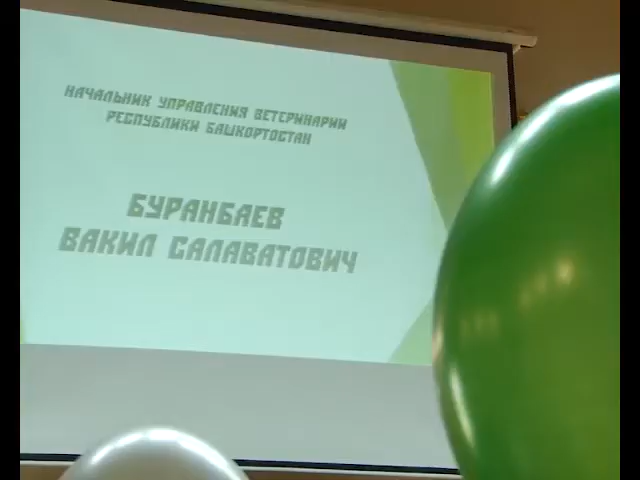 НАЧАЛЬНИК УПРАВЛЕНИЯ ВЕТЕРИНАРИИ
РЕСПУБЛИКИ БАШКОРТОСТАН
БУРАНБАЕВ
ВАКИЛ САЛАВАТОВИЧ